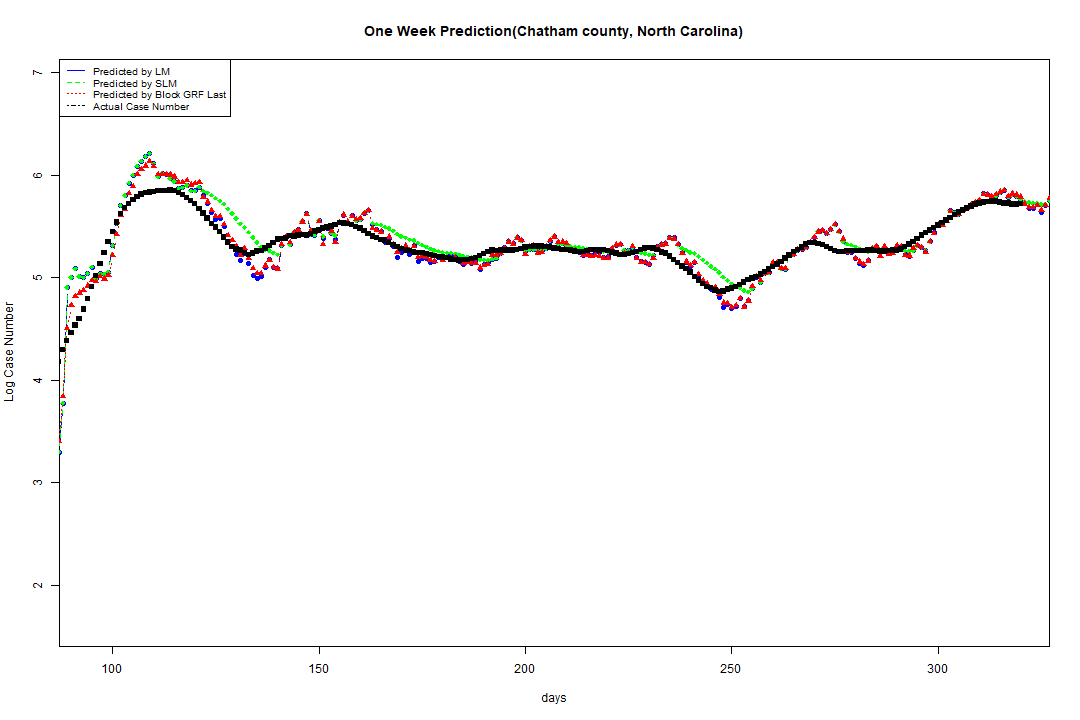 One Week Prediction(Chatham county, North Carolina)
Predicted by LM
Predicted by SLM
Predicted by Block GRF Last
Actual Case Number
7
6
5
4
3
2
Log Case Number
100 150 200 250 300
days